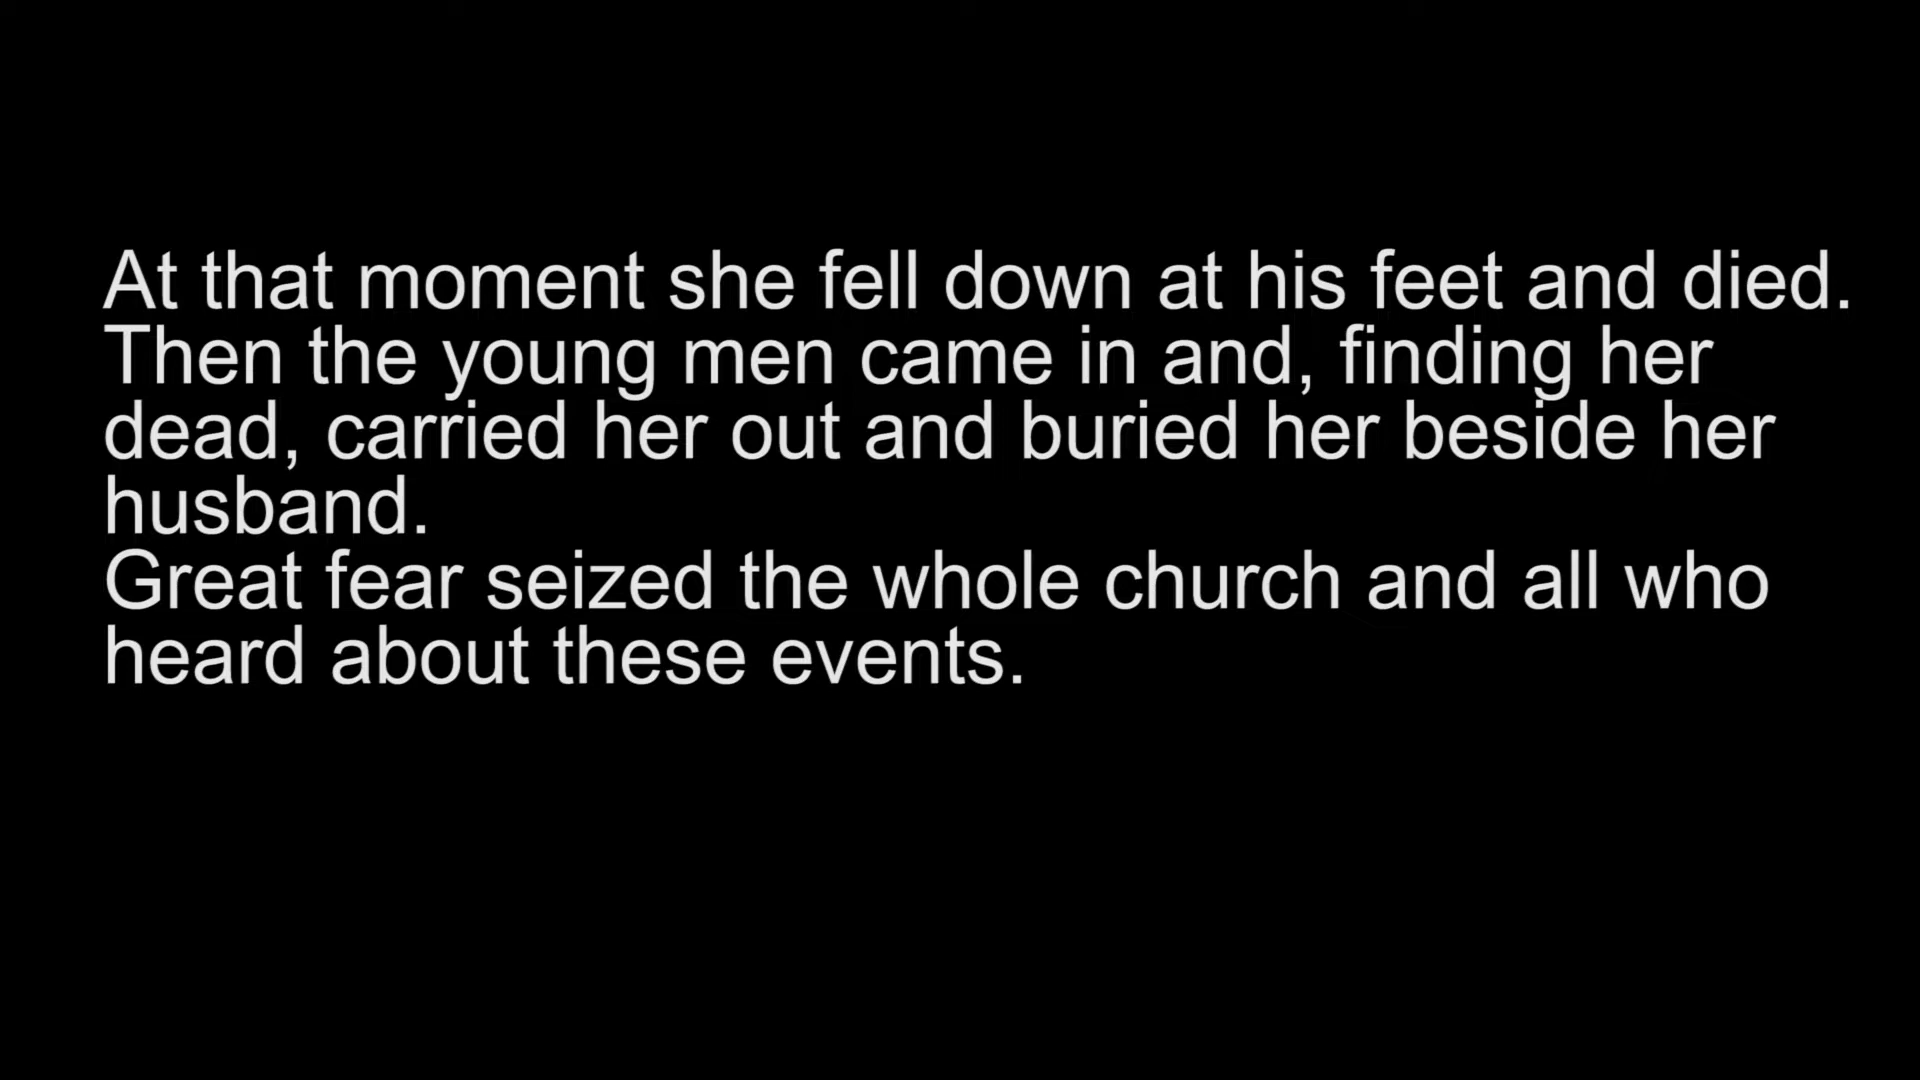 At that moment she fell down at his feet and died.
Then the young men came in and, finding her
dead, carried her out and buried her beside her
husband.
Great fear seized the whole church and all who
heard about these events.